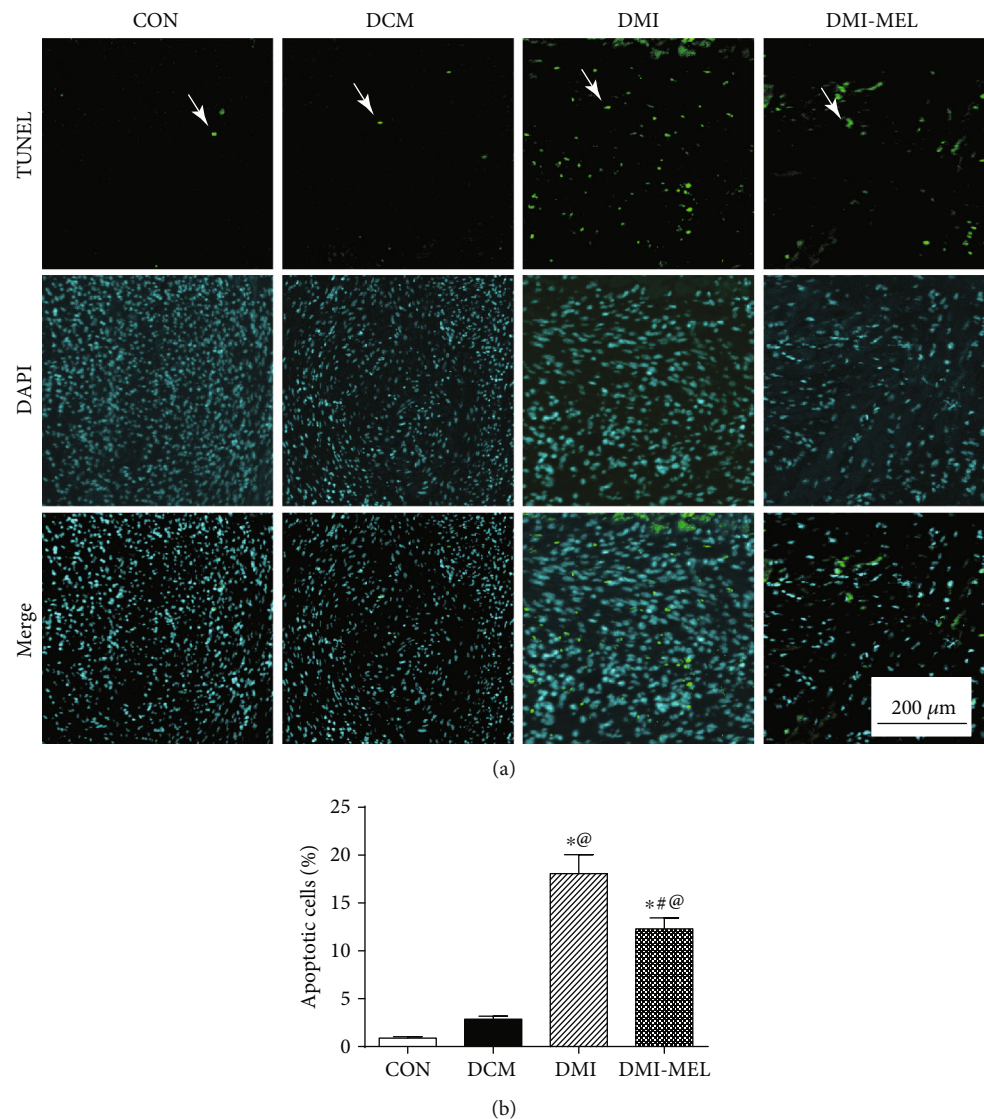 CON DCM DMI DMI-MEL
TUNEL
DAPI
Merge
200 μm
(a)
Apoptotic cells (%)
25
20
15
10
5
0
*@
*#@
CON DCM DMI DMI-MEL
(b)